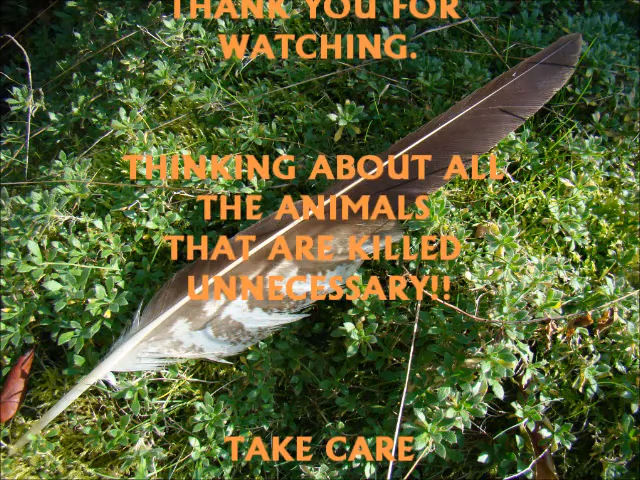 THANK YOU FOR
WATCHING.
THINKING ABOUT ALL
THE ANIMALS
THAT ARE KILLED
UNNECESSARY!!
TAKE CARE